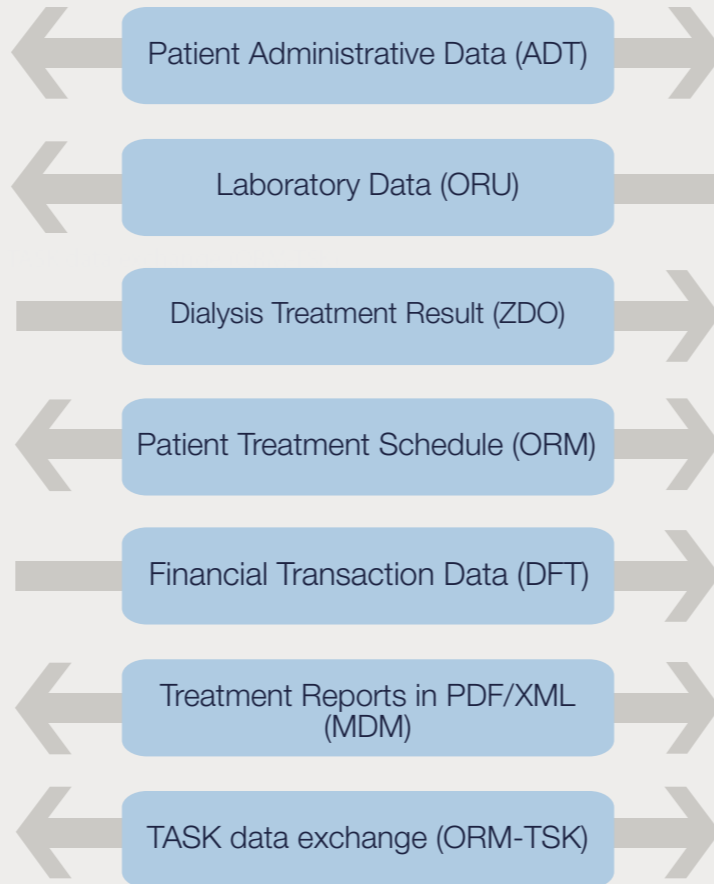 Patient Administrative Data (ADT)
Laboratory Data (ORU)
Dialysis Treatment Result (ZDO)
Patient Treatment Schedule (ORM)
Financial Transaction Data (DFT)
Treatment Reports in PDF/XML
(MDM)
TASK data exchange (ORM-TSK)